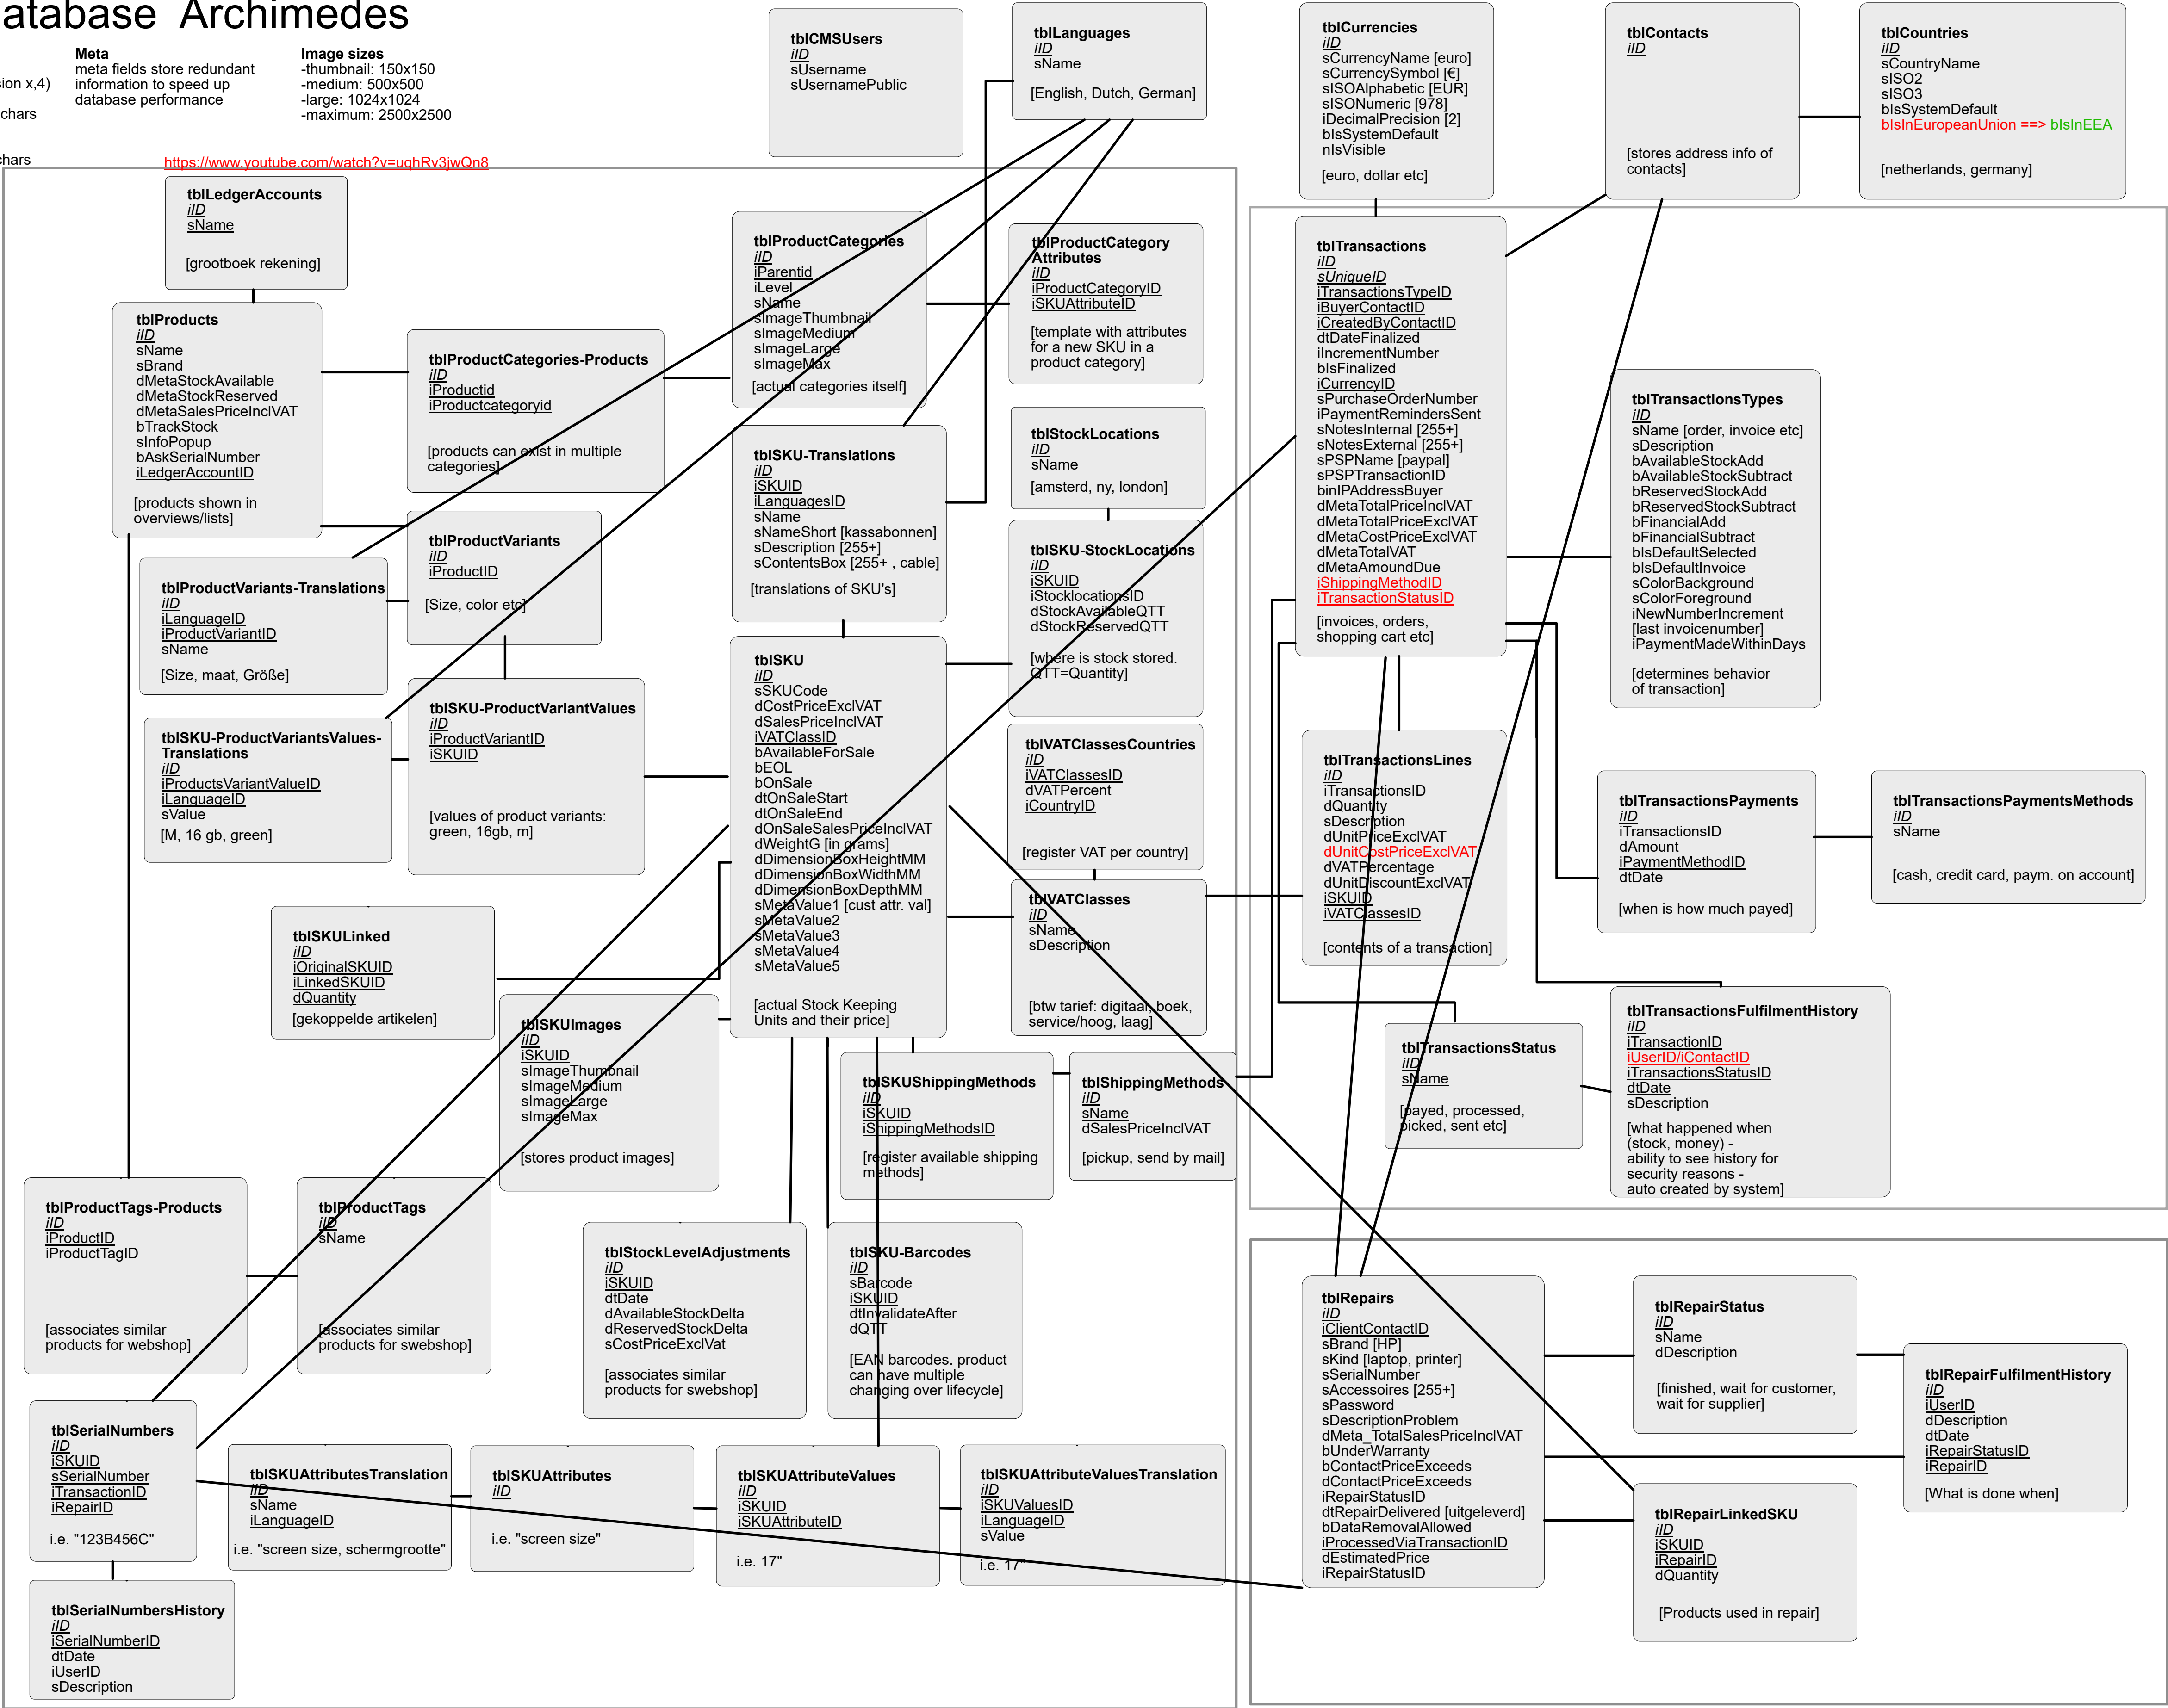 atabase Archimedes
sion x,4)
chars
chars
Meta
meta fields store redundant
information to speed up
database performance
Image sizes
-thumbnail: 150x150
-medium: 500x500
-large: 1024x1024
-maximum: 2500x2500
https://www.youtube.com/watch?v=ughRv3jwQn8
tblCMSUsers
iID
sUsername
sUsernamePublic
tblLanguages
iID
sName
[English, Dutch, German]
tblCurrencies
iID
sCurrencyName [euro]
sCurrencySymbol [€]
sISOAlphabetic [EUR]
sISONumeric [978]
iDecimalPrecision [2]
bIsSystemDefault
nIsVisible
[euro, dollar etc]
tblContacts
iID
[stores address info of
contacts]
tblCountries
iID
sCountryName
sISO2
sISO3
bIsSystemDefault
bIsInEuropeanUnion ==> bIsInEEA
[netherlands, germany]
tblLedgerAccounts
iID
sName
[grootboek rekening]
tblProducts
iID
sName
sBrand
dMetaStockAvailable
dMetaStockReserved
dMetaSalesPriceInclVAT
bTrackStock
sInfoPopup
bAskSerialNumber
iLedgerAccountID
[products shown in
overviews/lists]
tblProductCategories-Products
iID
iProductid
iProductcategoryid
[products can exist in multiple
categories]
tblProductCategories
iID
iParentid
iLevel
sName
sImageThumbnail
sImageMedium
sImageLarge
sImageMax
[actual categories itself]
tblProductCategory
Attributes
iID
iProductCategoryID
iSKUAttributeID
[template with attributes
for a new SKU in a
product category]
tblProductVariants
iID
iProductID
[Size, color etc]
tblProductVariants-Translations
iID
iLanguageID
iProductVariantID
sName
[Size, maat, Größe]
tblSKU-Translations
iID
iSKUID
iLanguagesID
sName
sNameShort [kassabonnen]
sDescription [255+]
sContentsBox [255+ , cable]
[translations of SKU's]
tblStockLocations
iID
sName
[amsterd, ny, london]
tblSKU-StockLocations
iID
iSKUID
iStocklocationsID
dStockAvailableQTT
dStockReservedQTT
[where is stock stored.
QTT=Quantity]
tblSKU-ProductVariantsValues-
Translations
iID
iProductsVariantValueID
iLanguageID
sValue
[M, 16 gb, green]
tblSKU-ProductVariantValues
iID
iProductVariantID
iSKUID
[values of product variants:
green, 16gb, m]
tblSKU
iID
sSKUCode
dCostPriceExclVAT
dSalesPriceInclVAT
iVATClassID
bAvailableForSale
bEOL
bOnSale
dtOnSaleStart
dtOnSaleEnd
dOnSaleSalesPriceInclVAT
dWeightG [in grams]
dDimensionBoxHeightMM
dDimensionBoxWidthMM
dDimensionBoxDepthMM
sMetaValue1 [cust attr. val]
sMetaValue2
sMetaValue3
sMetaValue4
sMetaValue5
[actual Stock Keeping
Units and their price]
tblVATClassesCountries
iID
iVATClassesID
dVATPercent
iCountryID
[register VAT per country]
tblVATClasses
iID
sName
sDescription
[btw tarief: digitaal, boek,
service/hoog, laag]
tblSKULinked
iID
iOriginalSKUID
iLinkedSKUID
dQuantity
[gekoppelde artikelen]
tblSKUImages
iID
iSKUID
sImageThumbnail
sImageMedium
sImageLarge
sImageMax
[stores product images]
tblSKUShippingMethods
iID
iSKUID
iShippingMethodsID
[register available shipping
methods]
tblShippingMethods
iID
sName
dSalesPriceInclVAT
[pickup, send by mail]
tblProductTags-Products
iID
iProductID
iProductTagID
[associates similar
products for webshop]
tblProductTags
iID
sName
[associates similar
products for swebshop]
tblStockLevelAdjustments
iID
iSKUID
dtDate
dAvailableStockDelta
dReservedStockDelta
sCostPriceExclVat
[associates similar
products for swebshop]
tblSKU-Barcodes
iID
sBarcode
iSKUID
dtInvalidateAfter
dQTT
[EAN barcodes. product
can have multiple
changing over lifecycle]
tblSerialNumbers
iID
iSKUID
sSerialNumber
iTransactionID
iRepairID
i.e. "123B456C"
tblSKUAttributesTranslation
iID
sName
iLanguageID
i.e. "screen size, schermgrootte"
tblSKUAttributes
iID
i.e. "screen size"
tblSKUAttributeValues
iID
iSKUID
iSKUAttributeID
i.e. 17"
tblSKUAttributeValuesTranslation
iID
iSKUValuesID
iLanguageID
sValue
i.e. 17"
tblSerialNumbersHistory
iID
iSerialNumberID
dtDate
iUserID
sDescription
tblTransactions
iID
sUniqueID
iTransactionsTypeID
iBuyerContactID
iCreatedByContactID
dtDateFinalized
iIncrementNumber
bIsFinalized
iCurrencyID
sPurchaseOrderNumber
iPaymentRemindersSent
sNotesInternal [255+]
sNotesExternal [255+]
sPSPName [paypal]
sPSPTransactionID
binIPAddressBuyer
dMetaTotalPriceInclVAT
dMetaTotalPriceExclVAT
dMetaCostPriceExclVAT
dMetaTotalVAT
dMetaAmoundDue
iShippingMethodID
iTransactionStatusID
[invoices, orders,
shopping cart etc]
tblTransactionsTypes
iID
sName [order, invoice etc]
sDescription
bAvailableStockAdd
bAvailableStockSubtract
bReservedStockAdd
bReservedStockSubtract
bFinancialAdd
bFinancialSubtract
bIsDefaultSelected
bIsDefaultInvoice
sColorBackground
sColorForeground
iNewNumberIncrement
[last invoicenumber]
iPaymentMadeWithinDays
[determines behavior
of transaction]
tblTransactionsLines
iID
iTransactionsID
dQuantity
sDescription
dUnitPriceExclVAT
dUnitCostPriceExclVAT
dVATPercentage
dUnitDiscountExclVAT
iSKUID
iVATClassesID
[contents of a transaction]
tblTransactionsPayments
iID
iTransactionsID
dAmount
iPaymentMethodID
dtDate
[when is how much payed]
tblTransactionsPaymentsMethods
iID
sName
[cash, credit card, paym. on account]
tblTransactionsStatus
iID
sName
[payed, processed,
picked, sent etc]
tblTransactionsFulfilmentHistory
iID
iTransactionID
iUserID/iContactID
iTransactionsStatusID
dtDate
sDescription
[what happened when
(stock, money) -
ability to see history for
security reasons -
auto created by system]
tblRepairs
iID
iClientContactID
sBrand [HP]
sKind [laptop, printer]
sSerialNumber
sAccessoires [255+]
sPassword
sDescriptionProblem
dMeta_TotalSalesPriceInclVAT
bUnderWarranty
bContactPriceExceeds
dContactPriceExceeds
iRepairStatusID
dtRepairDelivered [uitgeleverd]
bDataRemovalAllowed
iProcessedViaTransactionID
dEstimatedPrice
iRepairStatusID
tblRepairStatus
iID
sName
dDescription
[finished, wait for customer,
wait for supplier]
tblRepairFulfilmentHistory
iID
iUserID
dDescription
dtDate
iRepairStatusID
iRepairID
[What is done when]
tblRepairLinkedSKU
iID
iSKUID
iRepairID
dQuantity
[Products used in repair]